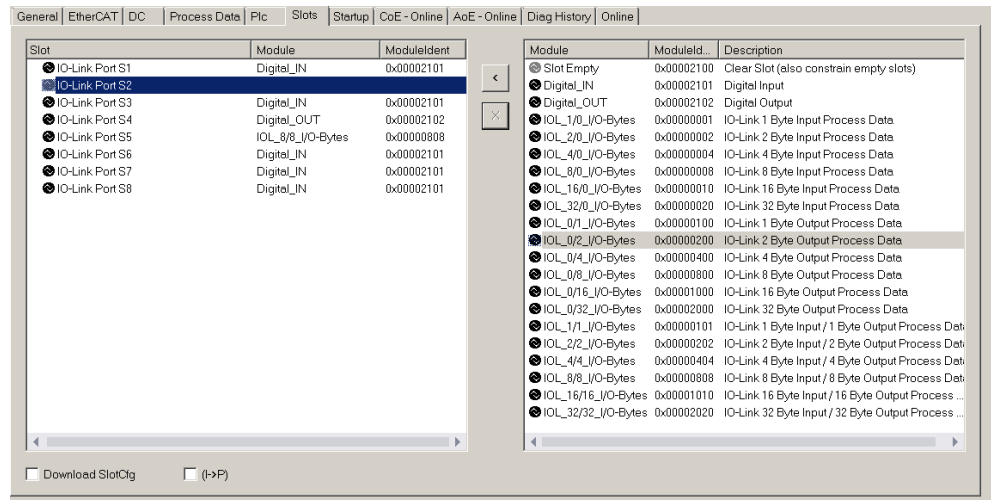 General EtherCAT DC Process Data Plc Slots Startup CoE - Online AoE - Online Diag History Online
Slot Module ModuleIdent
IO-Link Port S1 Digital_IN 0x00002101
IO-Link Port S2
IO-Link Port S3 Digital_IN 0x00002101
IO-Link Port S4 Digital_OUT 0x00002102
IO-Link Port S5 IOL_8/8_I/O-Bytes 0x00000808
IO-Link Port S6 Digital_IN 0x00002101
IO-Link Port S7 Digital_IN 0x00002101
IO-Link Port S8 Digital_IN 0x00002101
<
×
Module ModuleId... Description
Slot Empty 0x00002100 Clear Slot (also constrain empty slots)
Digital_IN 0x00002101 Digital Input
Digital_OUT 0x00002102 Digital Output
IOL_1/0_I/O-Bytes 0x00000001 IO-Link 1 Byte Input Process Data
IOL_2/0_I/O-Bytes 0x00000002 IO-Link 2 Byte Input Process Data
IOL_4/0_I/O-Bytes 0x00000004 IO-Link 4 Byte Input Process Data
IOL_8/0_I/O-Bytes 0x00000008 IO-Link 8 Byte Input Process Data
IOL_16/0_I/O-Bytes 0x00000010 IO-Link 16 Byte Input Process Data
IOL_32/0_I/O-Bytes 0x00000020 IO-Link 32 Byte Input Process Data
IOL_0/1_I/O-Bytes 0x00000100 IO-Link 1 Byte Output Process Data
IOL_0/2_I/O-Bytes 0x00000200 IO-Link 2 Byte Output Process Data
IOL_0/4_I/O-Bytes 0x00000400 IO-Link 4 Byte Output Process Data
IOL_0/8_I/O-Bytes 0x00000800 IO-Link 8 Byte Output Process Data
IOL_0/16_I/O-Bytes 0x00001000 IO-Link 16 Byte Output Process Data
IOL_0/32_I/O-Bytes 0x00002000 IO-Link 32 Byte Output Process Data
IOL_1/1_I/O-Bytes 0x00000101 IO-Link 1 Byte Input / 1 Byte Output Process Dat
IOL_2/2_I/O-Bytes 0x00000202 IO-Link 2 Byte Input / 2 Byte Output Process Dat
IOL_4/4_I/O-Bytes 0x00000404 IO-Link 4 Byte Input / 4 Byte Output Process Dat
IOL_8/8_I/O-Bytes 0x00000808 IO-Link 8 Byte Input / 8 Byte Output Process Dat
IOL_16/16_I/O-Bytes 0x00001010 IO-Link 16 Byte Input / 16 Byte Output Process ...
IOL_32/32_I/O-Bytes 0x00002020 IO-Link 32 Byte Input / 32 Byte Output Process ...
Download SlotCfg (I->P)